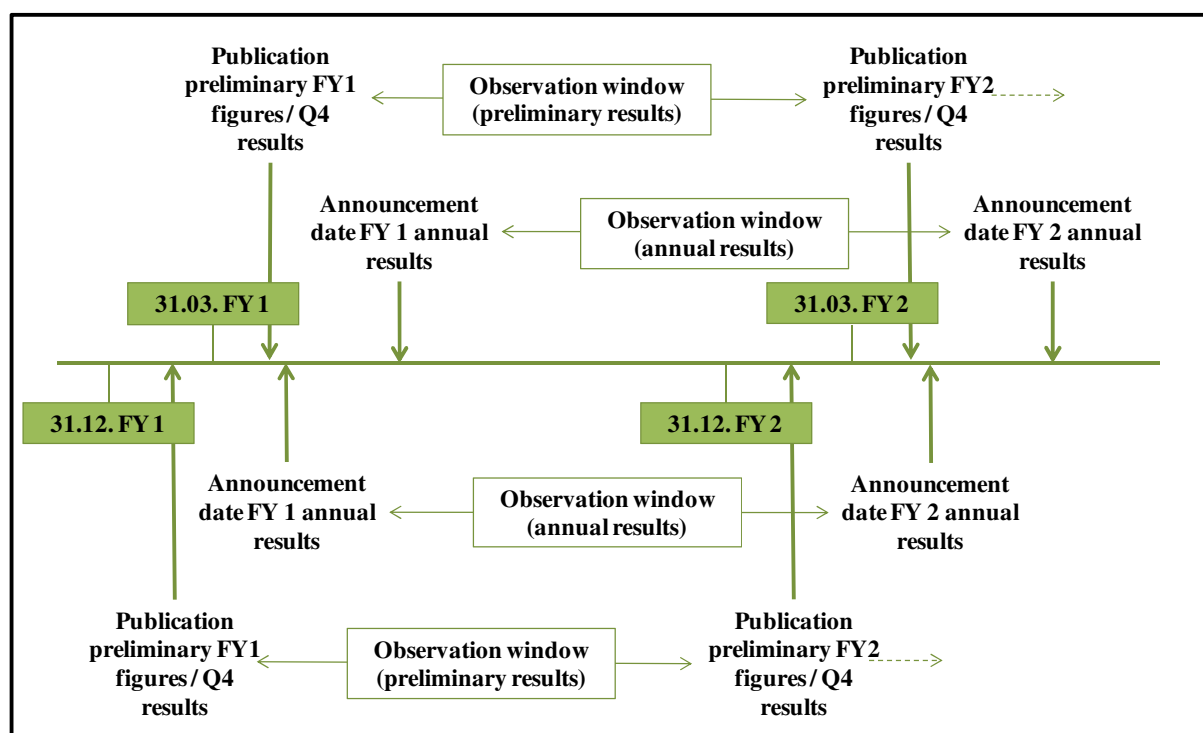 Publication
preliminary FY1
figures / Q4
results
Observation window
(preliminary results)
Publication
preliminary FY2
figures / Q4
results
Announcement
date FY 1 annual
results
Observation window
(annual results)
Announcement
date FY 2 annual
results
31.03. FY 1
31.03. FY 2
31.12. FY 1
31.12. FY 2
Announcement
date FY 1 annual
results
Observation window
(annual results)
Announcement
date FY 2 annual
results
Publication
preliminary FY1
figures / Q4
results
Observation window
(preliminary results)
Publication
preliminary FY2
figures / Q4
results